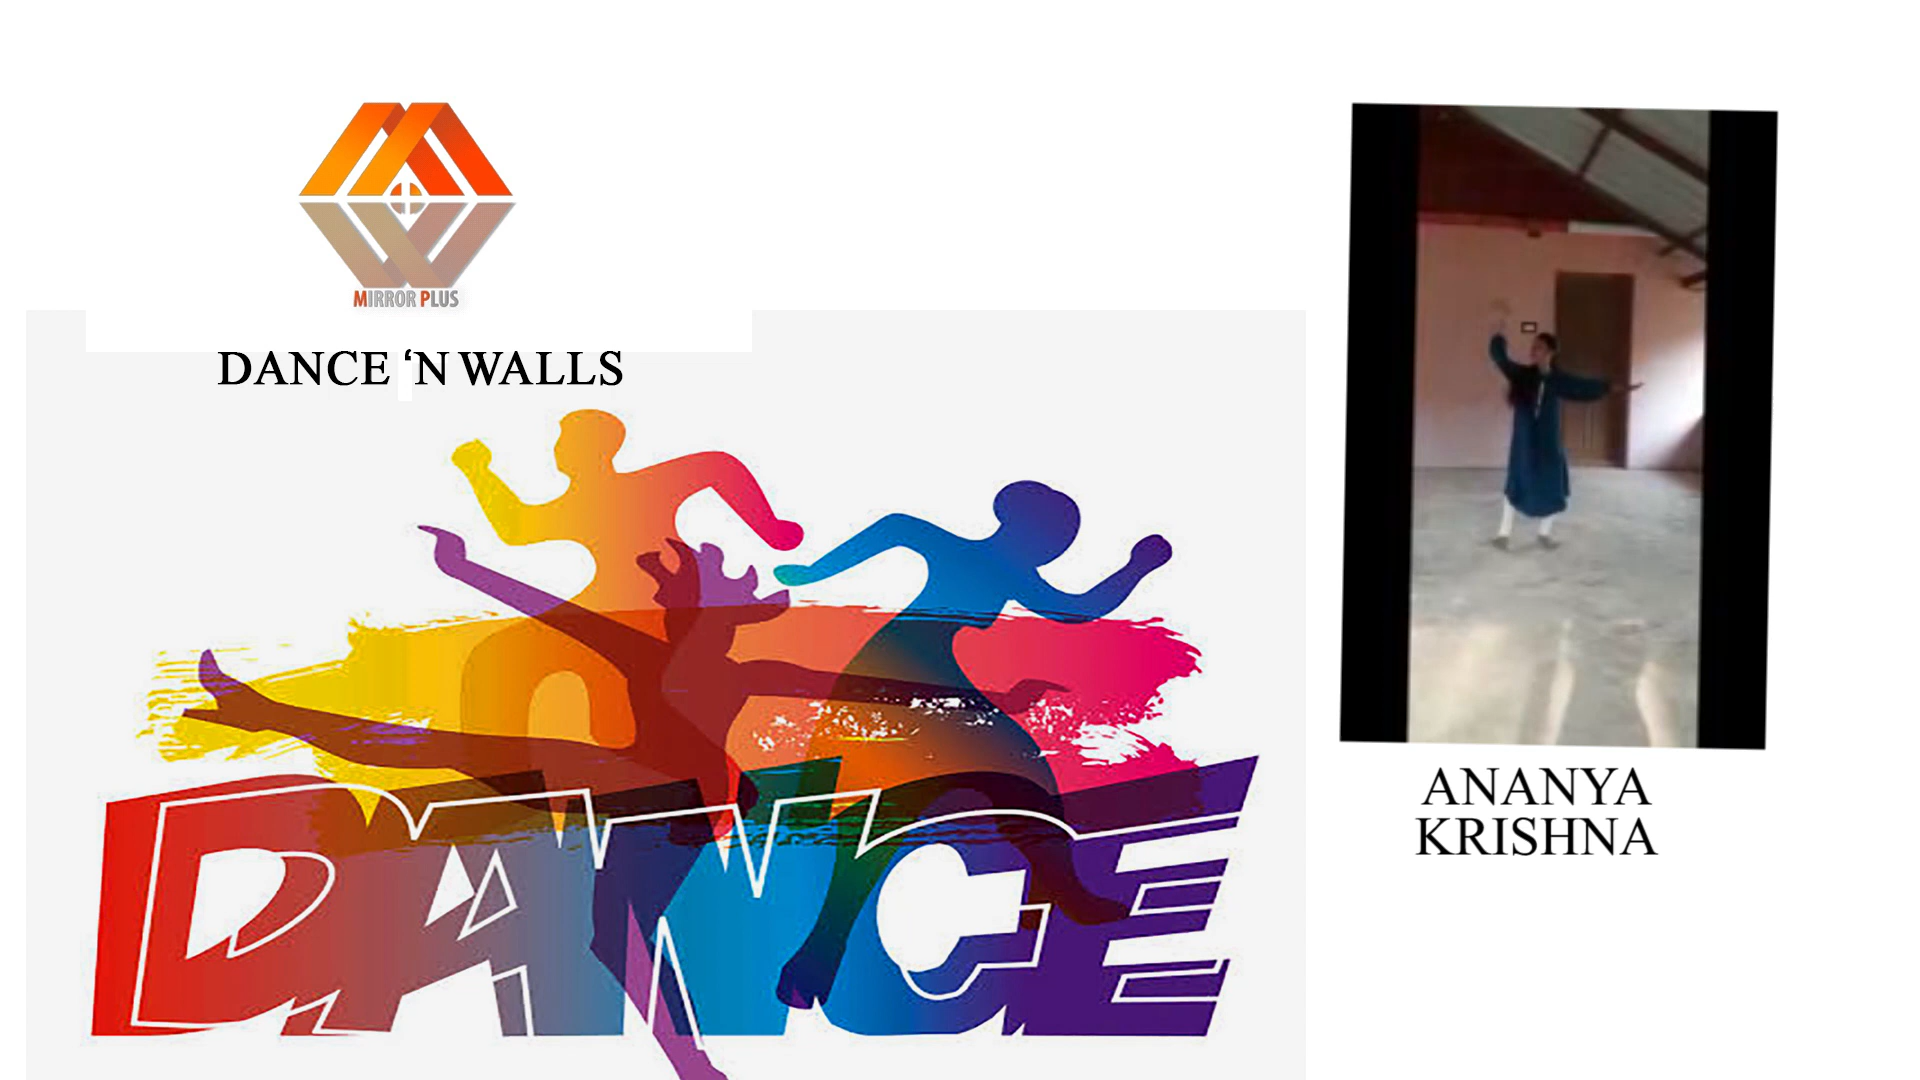 MIRROR PLUS
DANCE ‘N WALLS
DANCE
ANANYA
KRISHNA